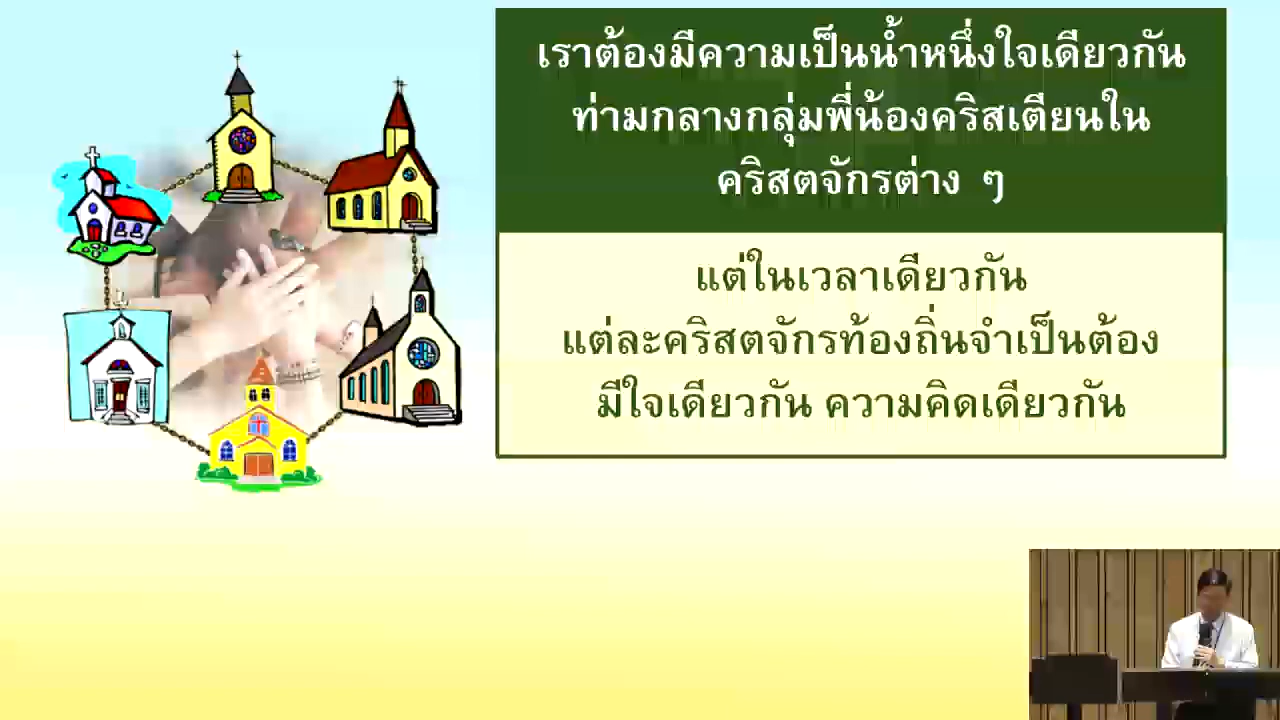 เราต้องมีความเป็นน้ำหนึ่งใจเดียวกัน
ท่ามกลางกลุ่มพี่น้องคริสเตียนใน
คริสตจักรต่าง ๆ
แต่ในเวลาเดียวกัน
แต่ละคริสตจักรท้องถิ่นจำเป็นต้อง
มีใจเดียวกัน ความคิดเดียวกัน